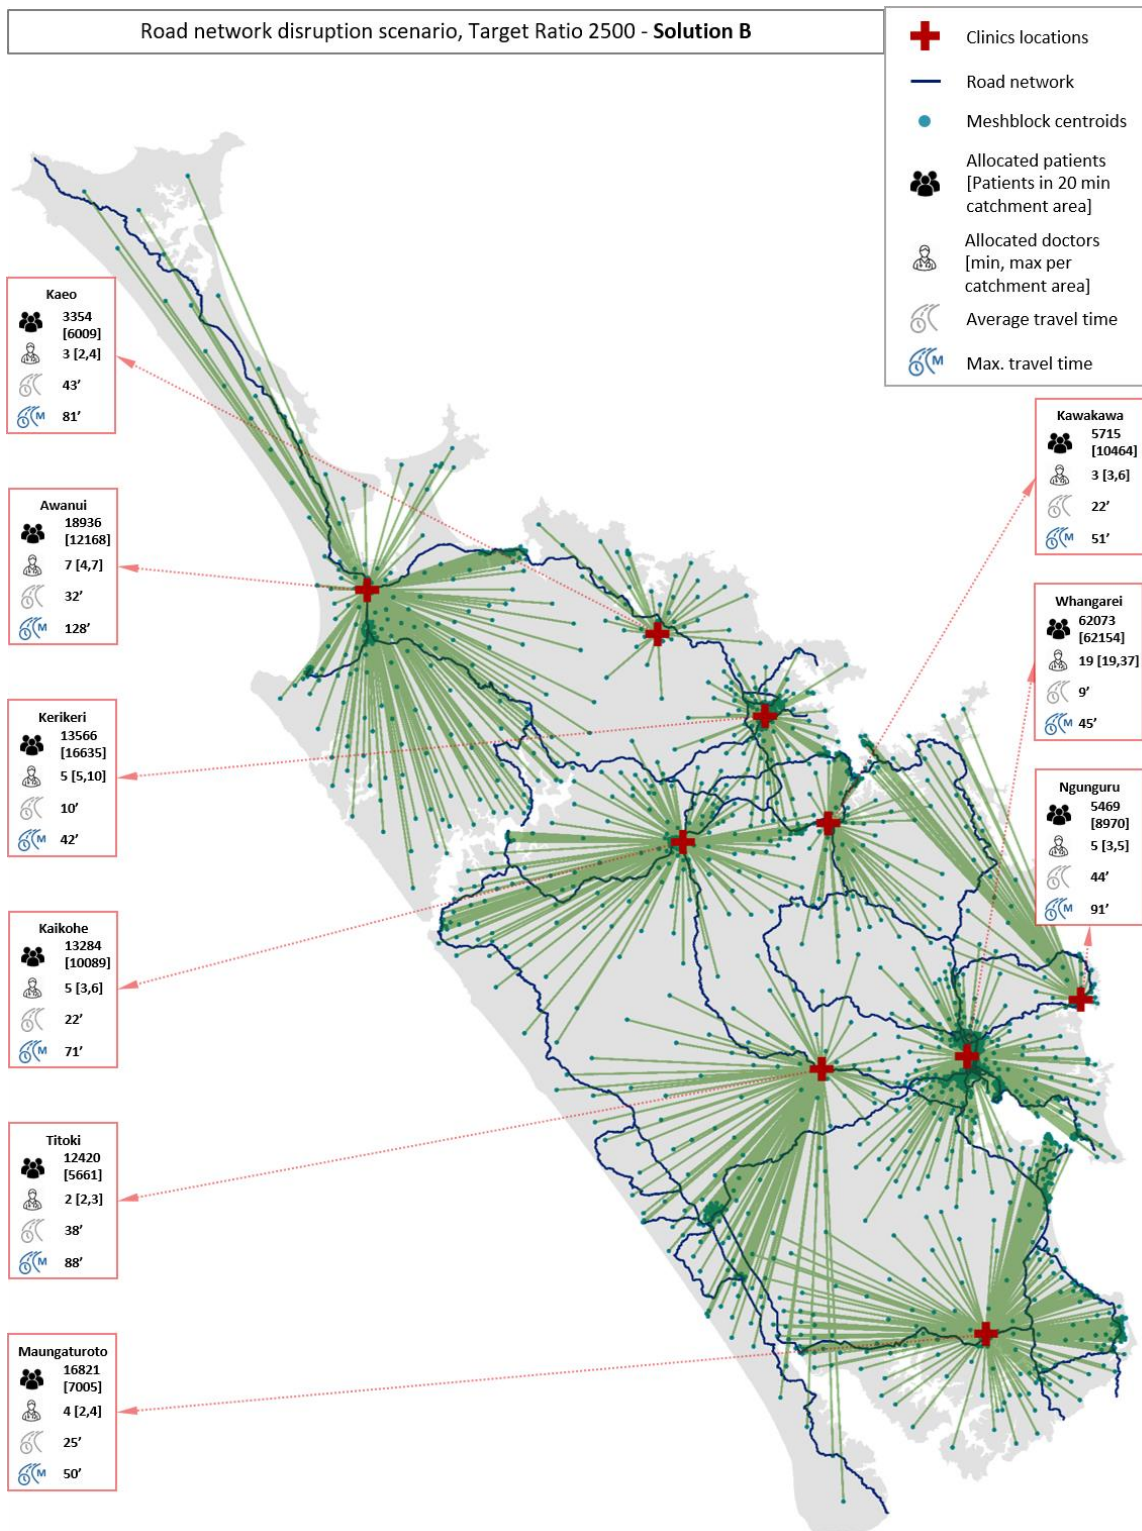 Road network disruption scenario, Target Ratio 2500 - Solution B
Clinics locations
Road network
Meshblock centroids
Allocated patients
[Patients in 20 min
catchment area]
Allocated doctors
[min, max per
catchment area]
Average travel time
M
Max. travel time
Kaeo
3354
[6009]
3 [2,4]
43’
M
81’
Awanui
18936
[12168]
7 [4,7]
32’
M
128’
Kerikeri
13566
[16635]
5 [5,10]
10’
M
42’
Kaikohe
13284
[10089]
5 [3,6]
22’
M
71’
Titoki
12420
[5661]
2 [2,3]
38’
M
88’
Maungaturoto
16821
[7005]
4 [2,4]
25’
M
50’
Kawakawa
5715
[10464]
3 [3,6]
22’
M
51’
Whangarei
62073
[62154]
19 [19,37]
9’
M
45’
Ngunguru
5469
[8970]
5 [3,5]
44’
M
91’